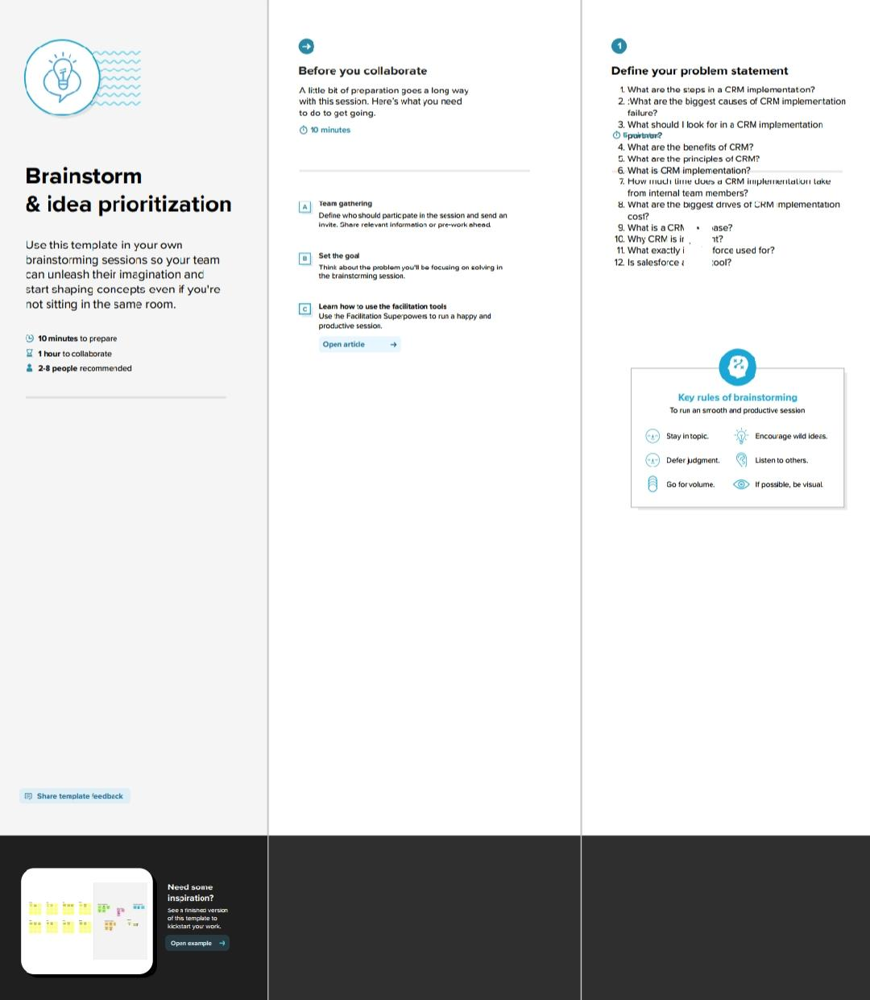 Brainstorm
& idea prioritization
Use this template in your own
brainstorming sessions so your team
can unleash their imagination and
start shaping concepts even if you're
not sitting in the same room.
10 minutes to prepare
1 hour to collaborate
2-8 people recommended
Share template feedback
Need some
inspiration?
See a finished version
of this template to
kickstart your work.
Open example
Before you collaborate
A little bit of preparation goes a long way
with this session. Here's what you need
to do to get going.
10 minutes
A
Team gathering
Define who should participate in the session and send an
invite. Share relevant information or pre-work ahead.
B
Set the goal
Think about the problem you'll be focusing on solving in
the brainstorming session.
C
Learn how to use the facilitation tools
Use the Facilitation Superpowers to run a happy and
productive session.
Open article
1
Define your problem statement
1. What are the steps in a CRM implementation?
2. :What are the biggest causes of CRM implementation
failure?
3. What should I look for in a CRM implementation
partner?
4. What are the benefits of CRM?
5. What are the principles of CRM?
6. What is CRM implementation?
7. How much time does a CRM implementation take
from internal team members?
8. What are the biggest drives of CRM implementation
cost?
9. What is a CRM
10. Why CRM is
11. What exactly force used for?
12. Is salesforce
Key rules of brainstorming
To run an smooth and productive session
Stay in topic.
Encourage wild ideas.
Defer judgment.
Listen to others.
Go for volume.
If possible, be visual.